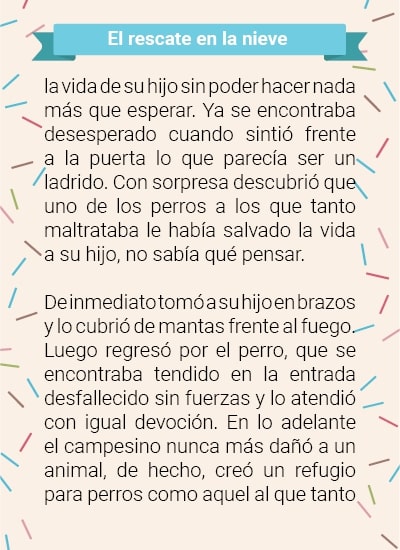 El rescate en la nieve
la vida de su hijo sin poder hacer nada
más que esperar. Ya se encontraba
desesperado cuando sintió frente
a la puerta lo que parecía ser un
ladrido. Con sorpresa descubrió que
uno de los perros a los que tanto
maltrataba le había salvado la vida
a su hijo, no sabía qué pensar.
De inmediato tomó a su hijo en brazos
y lo cubrió de mantas frente al fuego.
Luego regresó por el perro, que se
encontraba tendido en la entrada
desfallecido sin fuerzas y lo atendió
con igual devoción. En lo adelante
el campesino nunca más dañó a un
animal, de hecho, creó un refugio
para perros como aquel al que tanto